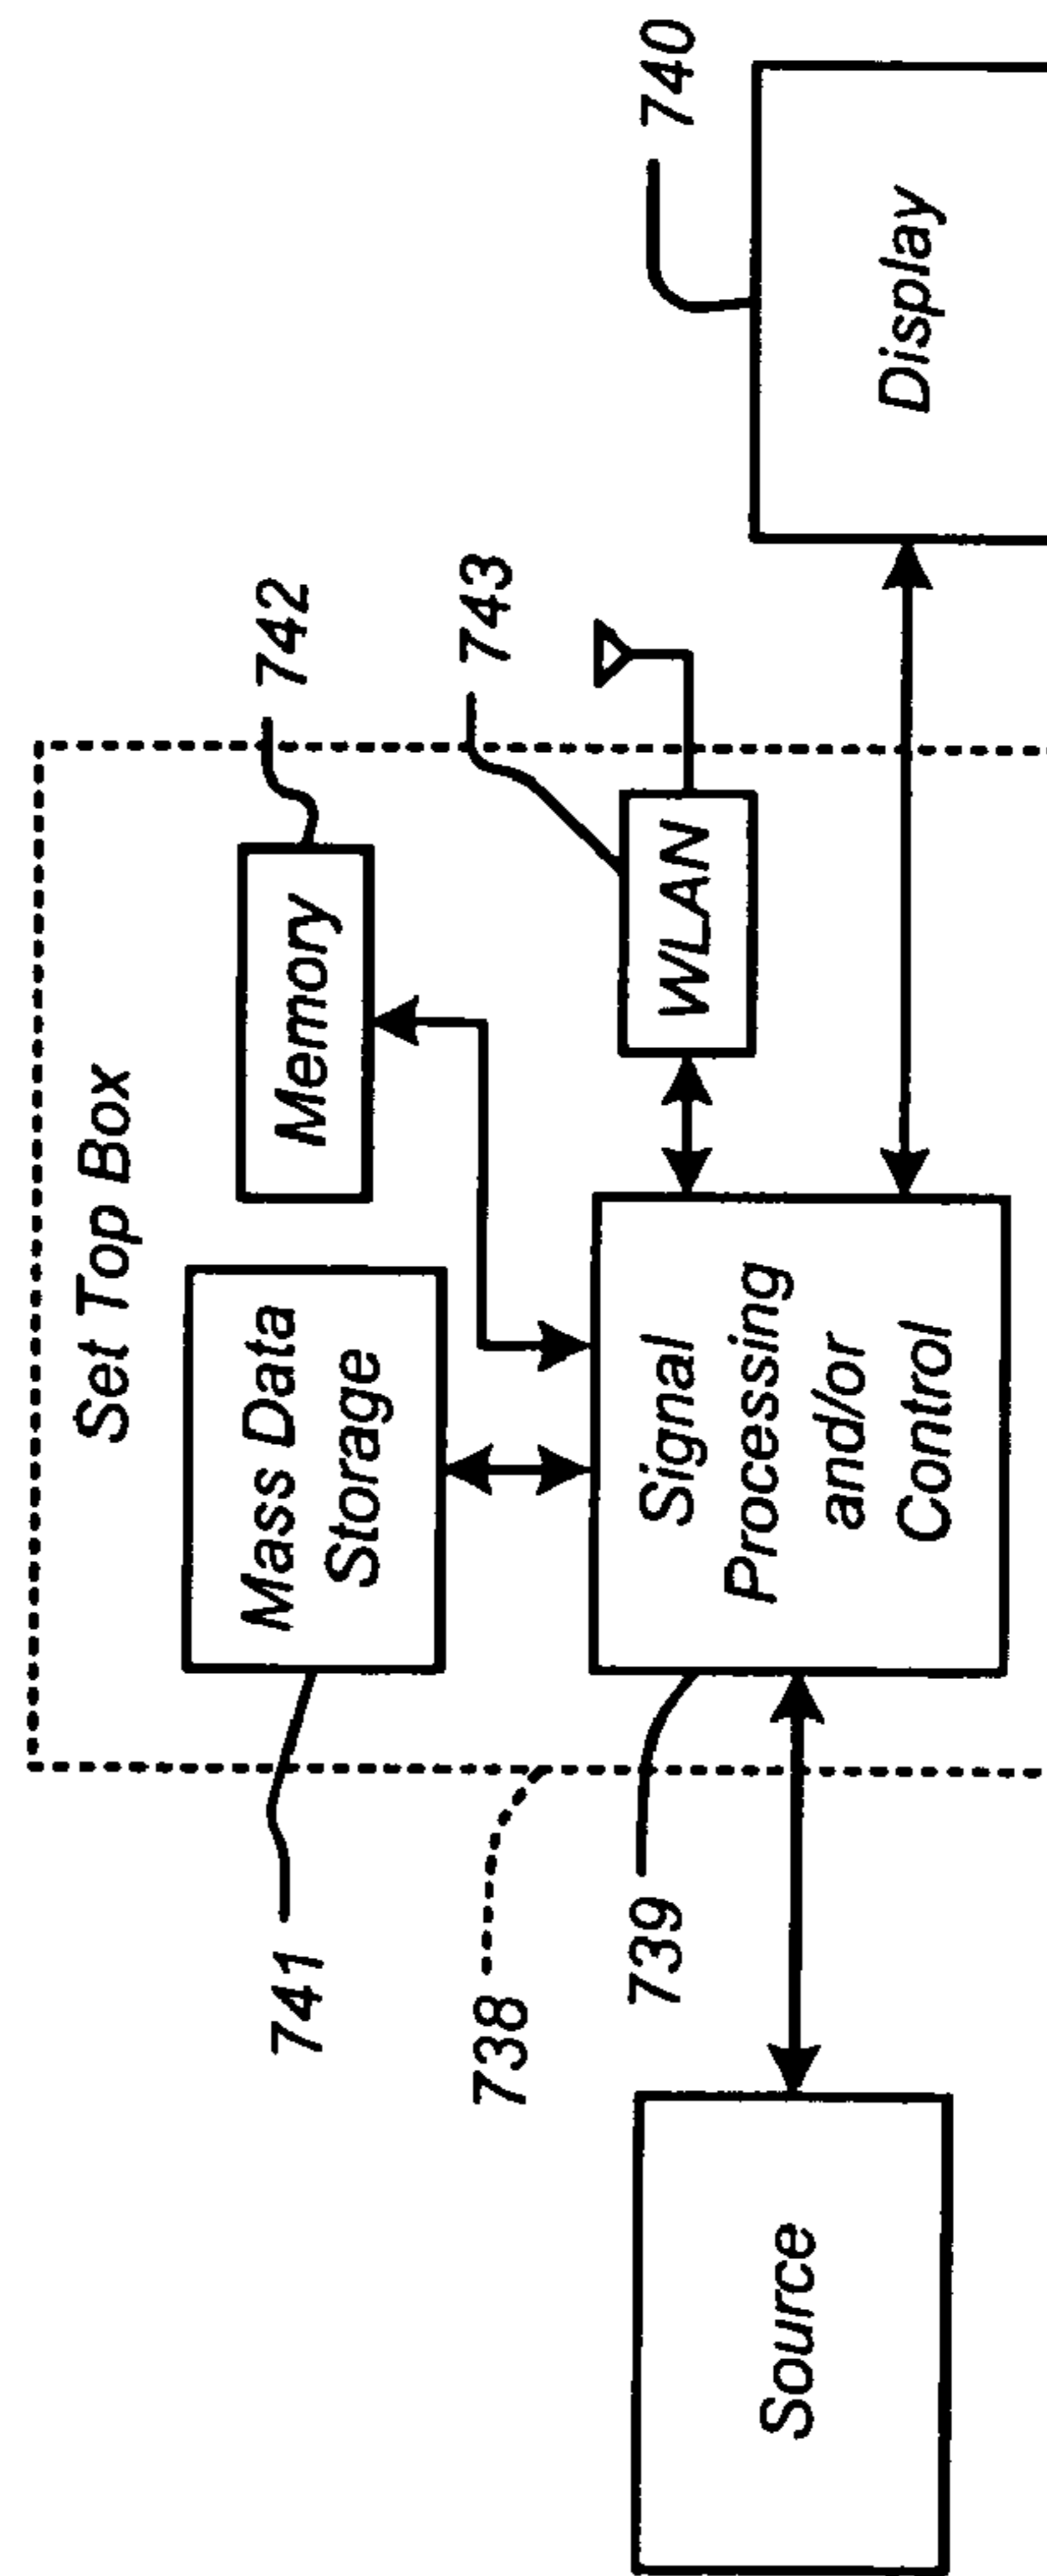 Set Top Box
741
Mass Data
Storage
Memory
742
738
743
739
Signal
Processing
and/or
Control
WLAN
740
Source
Display